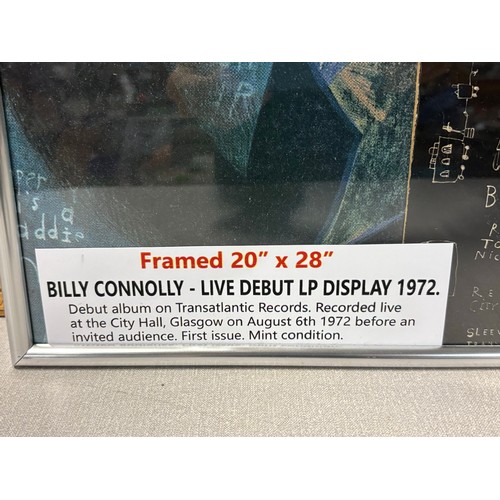 Framed 20" x 28"
BILLY CONNOLLY - LIVE DEBUT LP DISPLAY 1972.
Debut album on Transatlantic Records. Recorded live
at the City Hall, Glasgow on August 6th 1972 before an
invited audience. First issue. Mint condition.